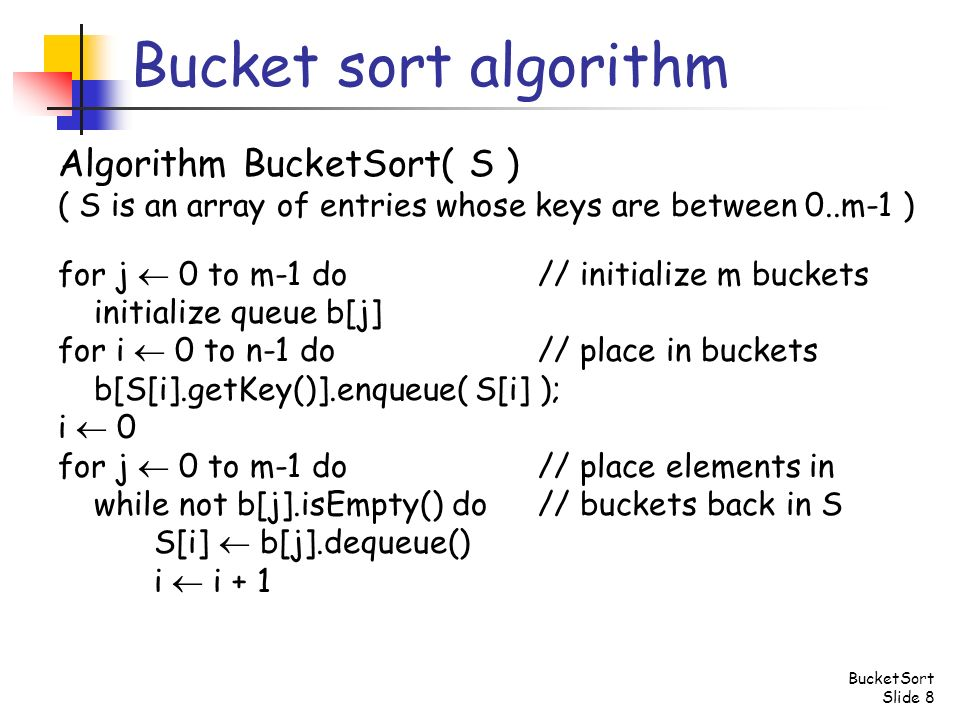 Bucket sort algorithm
Algorithm BucketSort( S )
( S is an array of entries whose keys are between 0..m-1 )
for j ← 0 to m-1 do // initialize m buckets
initialize queue b[j]
for i ← 0 to n-1 do // place in buckets
b[S[i].getKey()].enqueue( S[i] );
i ← 0
for j ← 0 to m-1 do // place elements in
while not b[j].isEmpty() do // buckets back in S
S[i] ← b[j].dequeue()
i ← i + 1
BucketSort
Slide 8